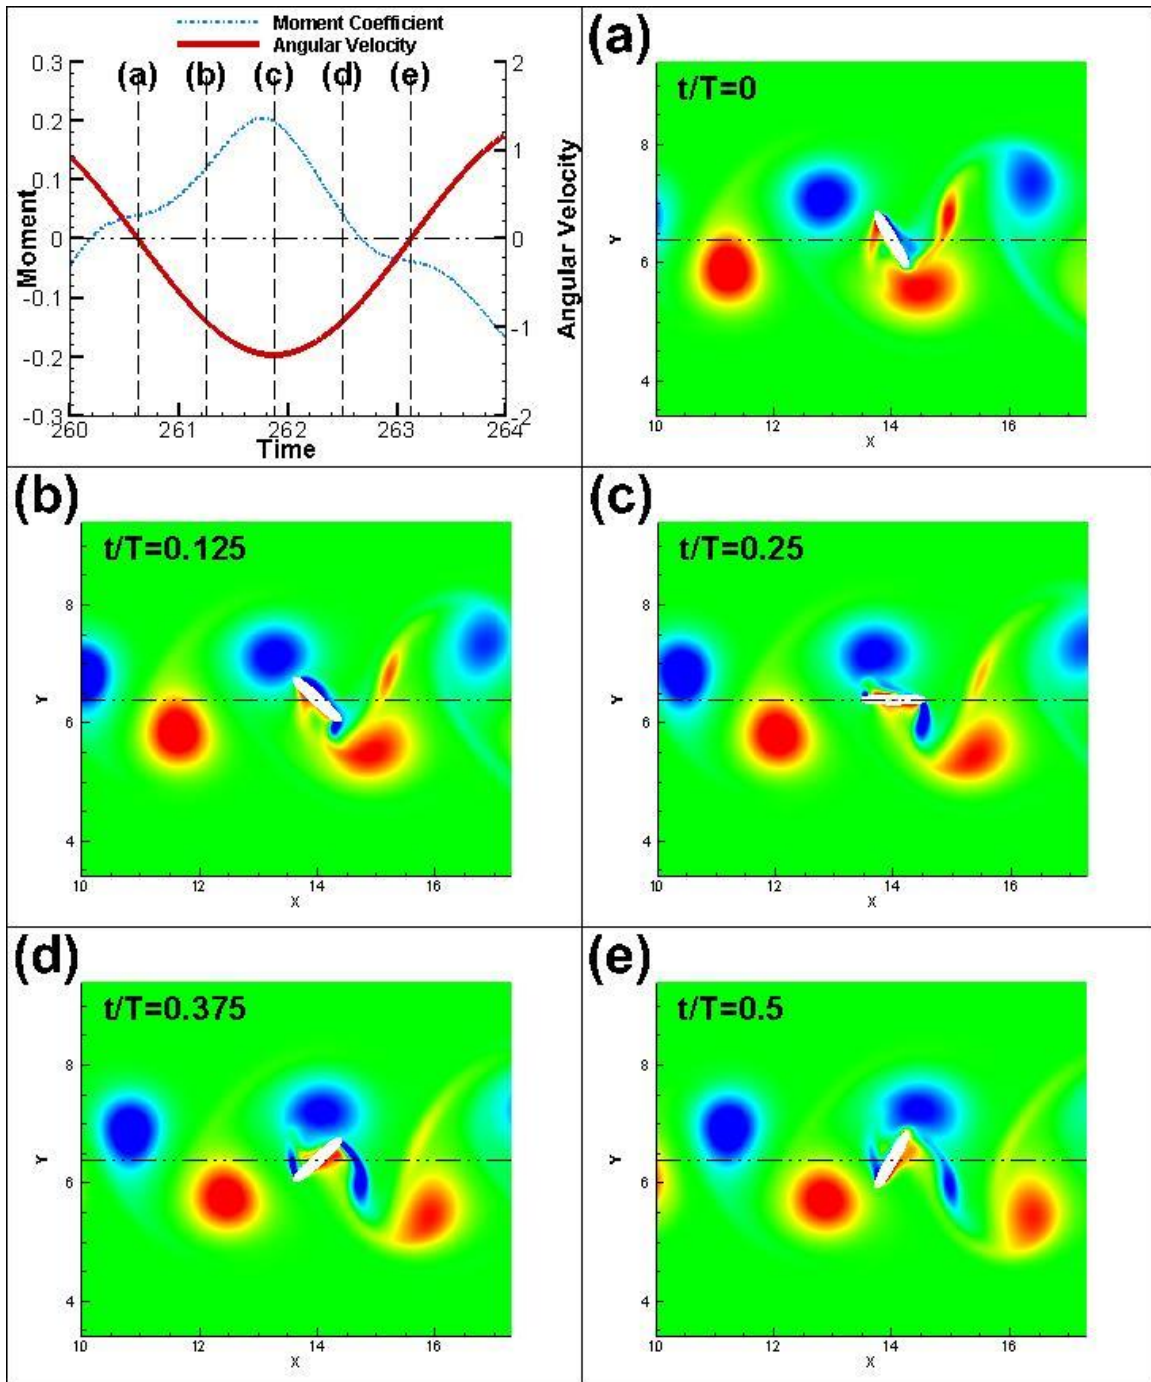 Moment Coefficient
Angular Velocity
(a) (b) (c) (d) (e)
0.3
0.2
0.1
0
-0.1
-0.2
-0.3
Moment
2
1
0
-1
-2
Angular Velocity
260 261 262 263 264
Time
(a)
t/T=0
8
6
4
Y
10 12 14 16
X
(b)
t/T=0.125
8
6
4
Y
10 12 14 16
X
(c)
t/T=0.25
8
6
4
Y
10 12 14 16
X
(d)
t/T=0.375
8
6
4
Y
10 12 14 16
X
(e)
t/T=0.5
8
6
4
Y
10 12 14 16
X